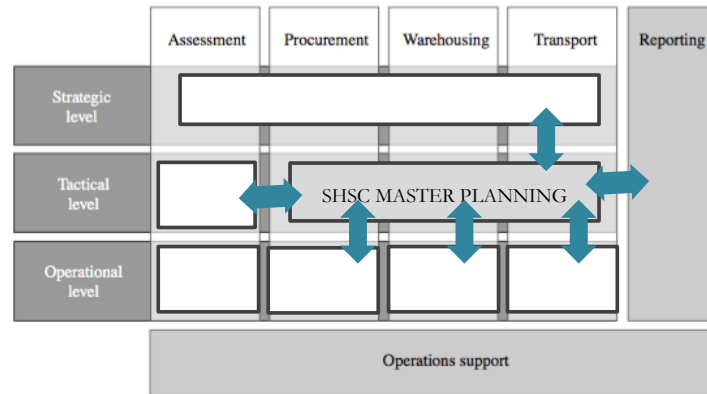 Assessment
Procurement
Warehousing
Transport
Reporting
Strategic
level
Tactical
level
SHSC MASTER PLANNING
Operational
level
Operations support